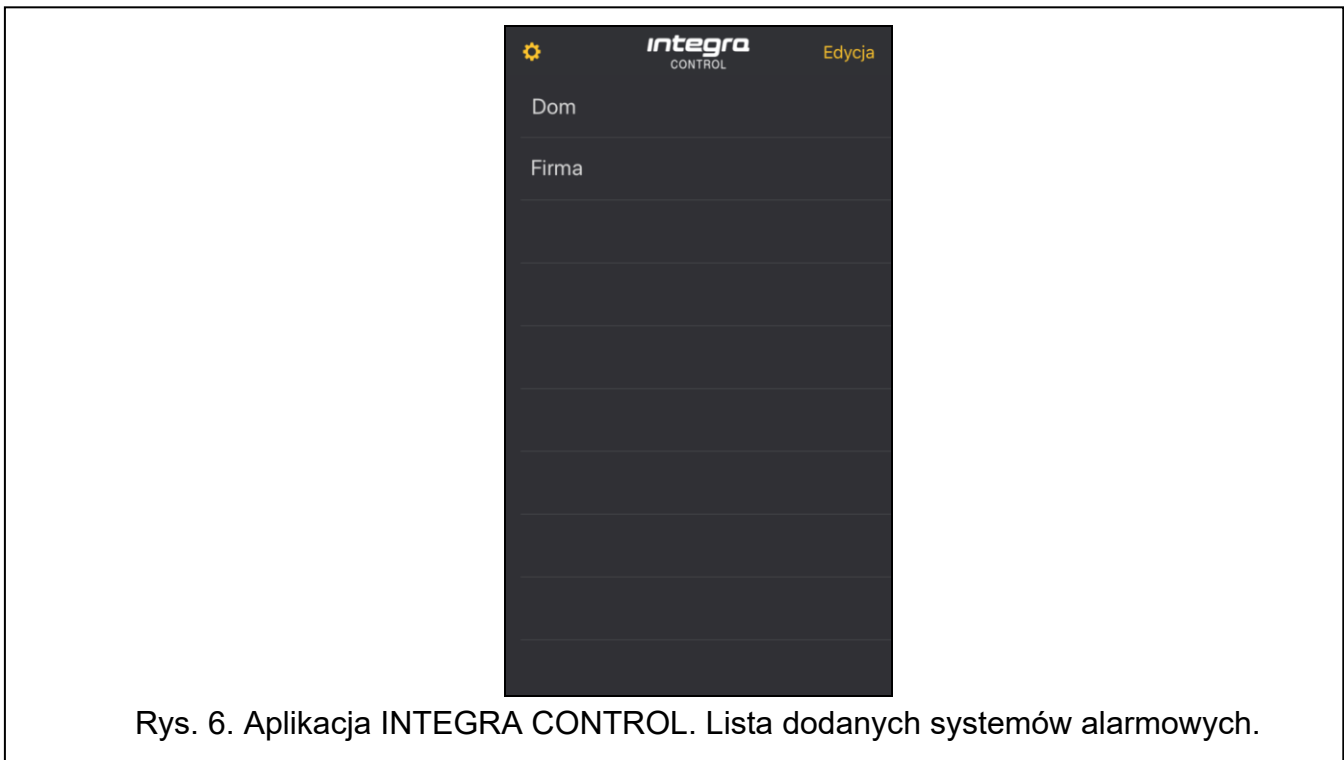 integra
CONTROL
Edycja
Dom
Firma
Rys. 6. Aplikacja INTEGRA CONTROL. Lista dodanych systemów alarmowych.